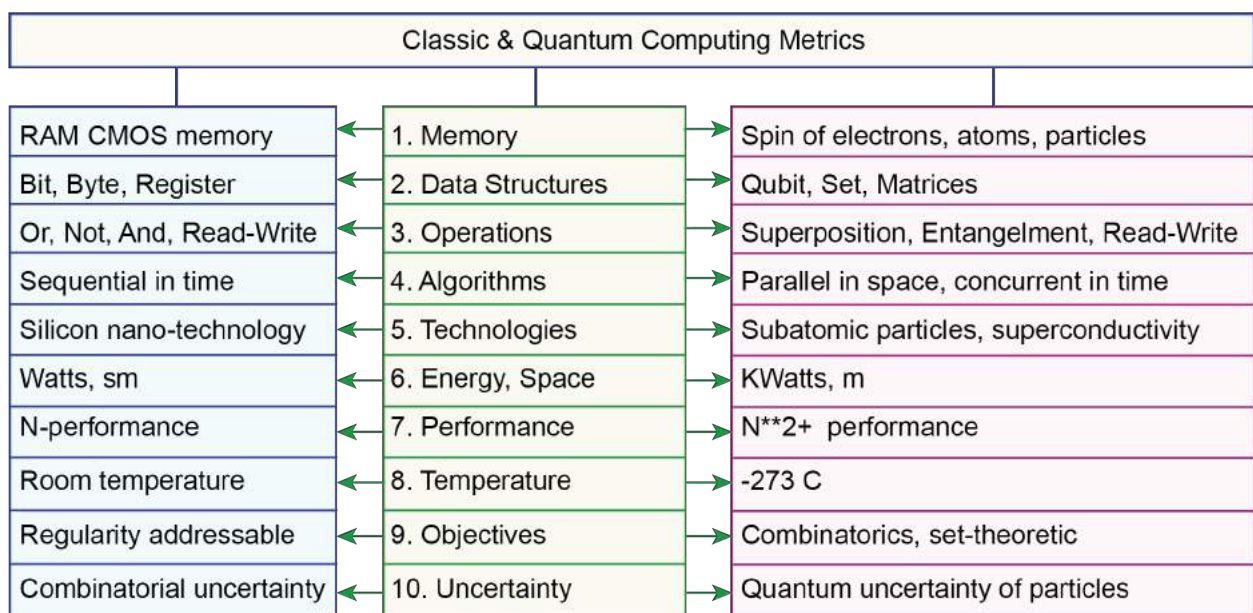 Classic & Quantum Computing Metrics
RAM CMOS memory 1. Memory Spin of electrons, atoms, particles
Bit, Byte, Register 2. Data Structures Qubit, Set, Matrices
Or, Not, And, Read-Write 3. Operations Superposition, Entangelment, Read-Write
Sequential in time 4. Algorithms Parallel in space, concurrent in time
Silicon nano-technology 5. Technologies Subatomic particles, superconductivity
Watts, sm 6. Energy, Space KWatts, m
N-performance 7. Performance N**2+ performance
Room temperature 8. Temperature -273 C
Regularity addressable 9. Objectives Combinatorics, set-theoretic
Combinatorial uncertainty 10. Uncertainty Quantum uncertainty of particles